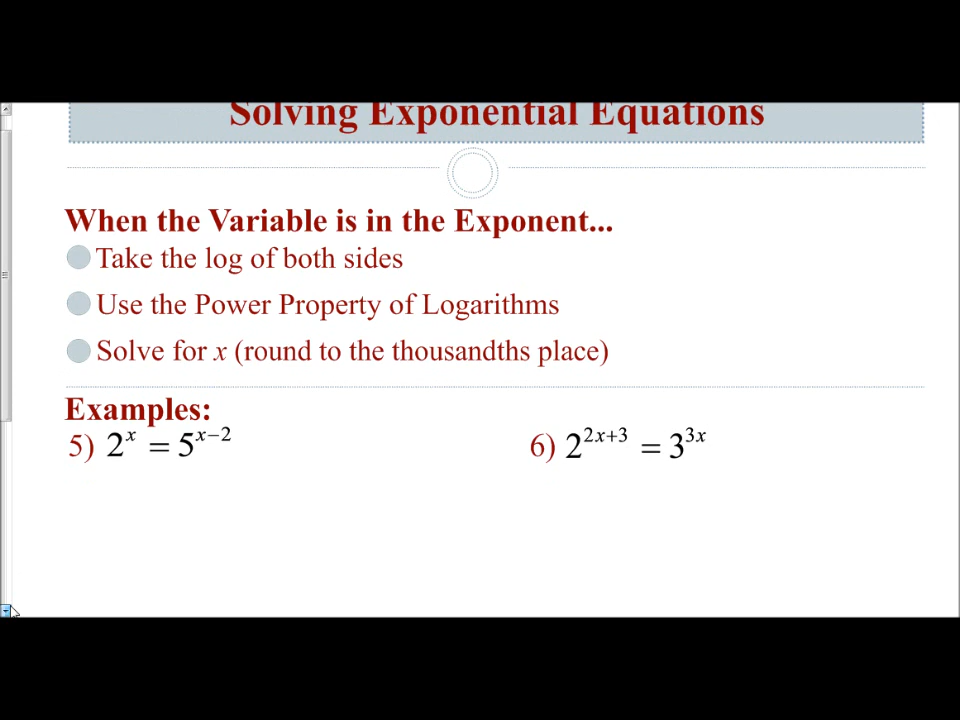 Solving Exponential Equations
When the Variable is in the Exponent...
Take the log of both sides
Use the Power Property of Logarithms
Solve for x (round to the thousandths place)
Examples:
5) 2^x = 5^{x-2}
6) 2^{2x+3} = 3^{3x}